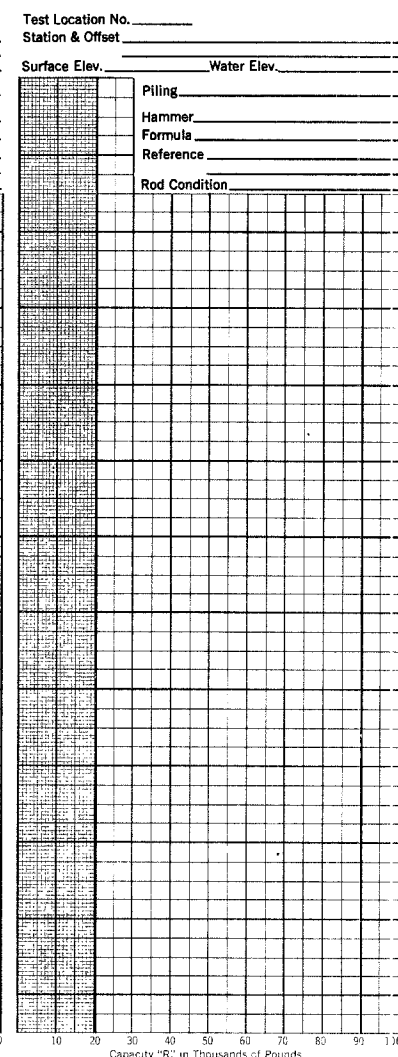 Test Location No.
Station & Offset
Surface Elev. Water Elev.
Piling
Hammer
Formula
Reference
Rod Condition
0 10 20 30 40 50 60 70 80 90 100
Capacity "R" in Thousands of Pounds